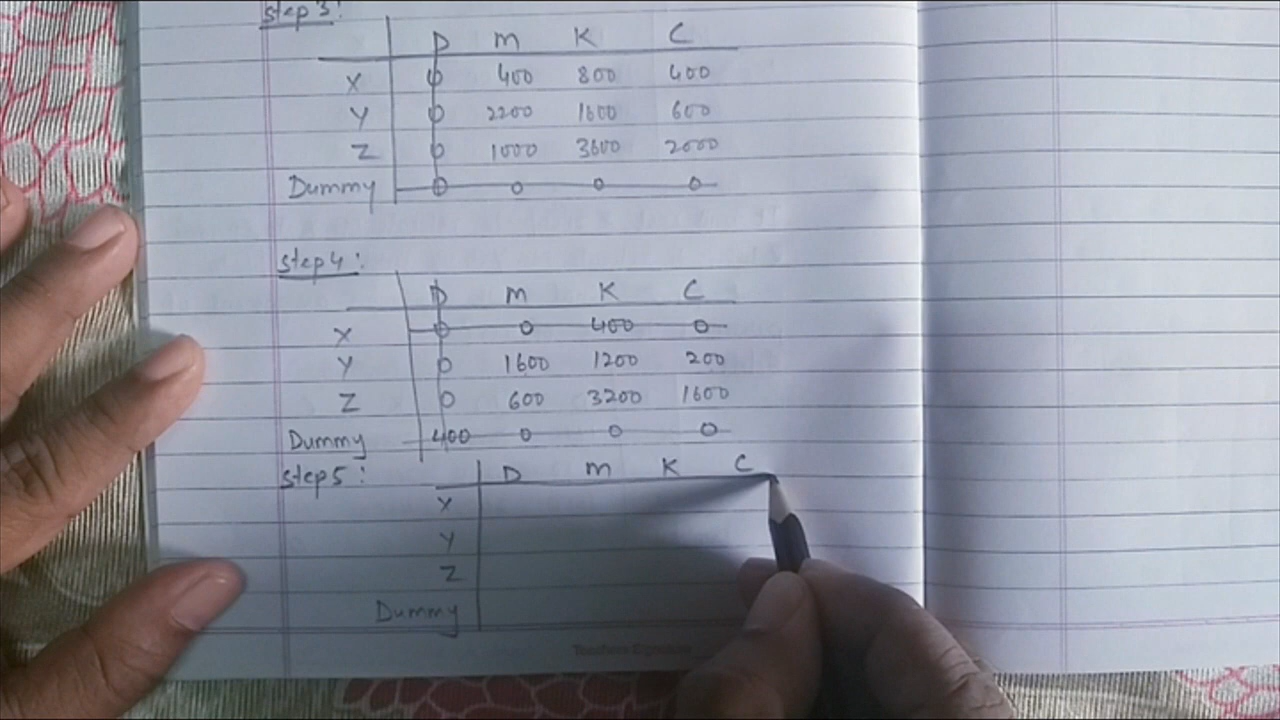 Step 3:
D M K C
X 0 400 800 400
Y 0 2200 1600 600
Z 0 1000 3600 2000
Dummy 0 0 0 0
Step 4:
D M K C
X 0 0 400 0
Y 0 1600 1200 200
Z 0 600 3200 1600
Dummy 400 0 0 0
Step 5: D M K C
X
Y
Z
Dummy
Teacher's Signature